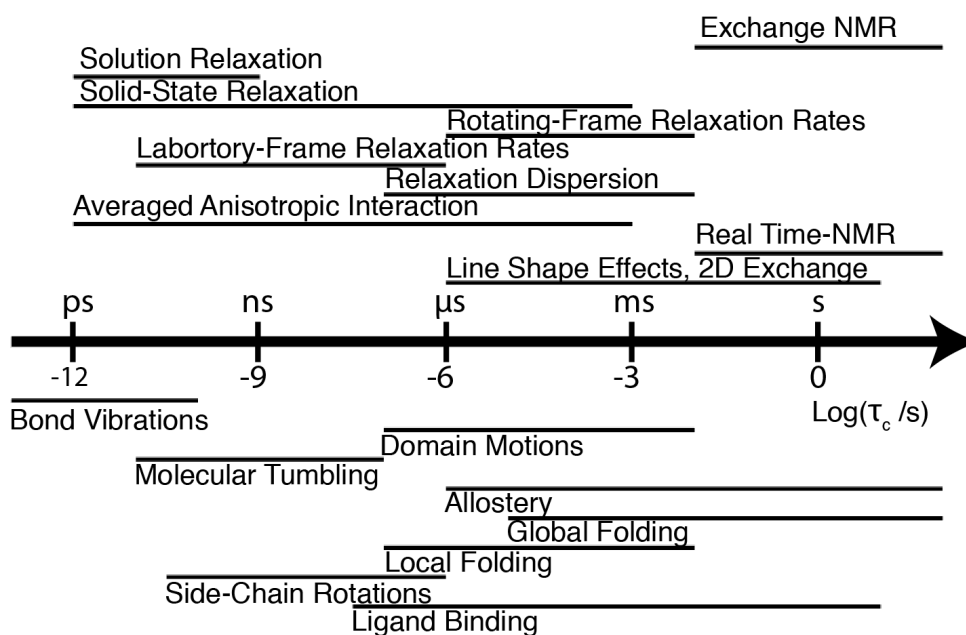 Exchange NMR
Solution Relaxation
Solid-State Relaxation
Rotating-Frame Relaxation Rates
Labortory-Frame Relaxation Rates
Relaxation Dispersion
Averaged Anisotropic Interaction
Real Time-NMR
Line Shape Effects, 2D Exchange
ps ns μs ms s
-12 -9 -6 -3 0
Log(τc /s)
Bond Vibrations
Domain Motions
Molecular Tumbling
Allostery
Global Folding
Local Folding
Side-Chain Rotations
Ligand Binding